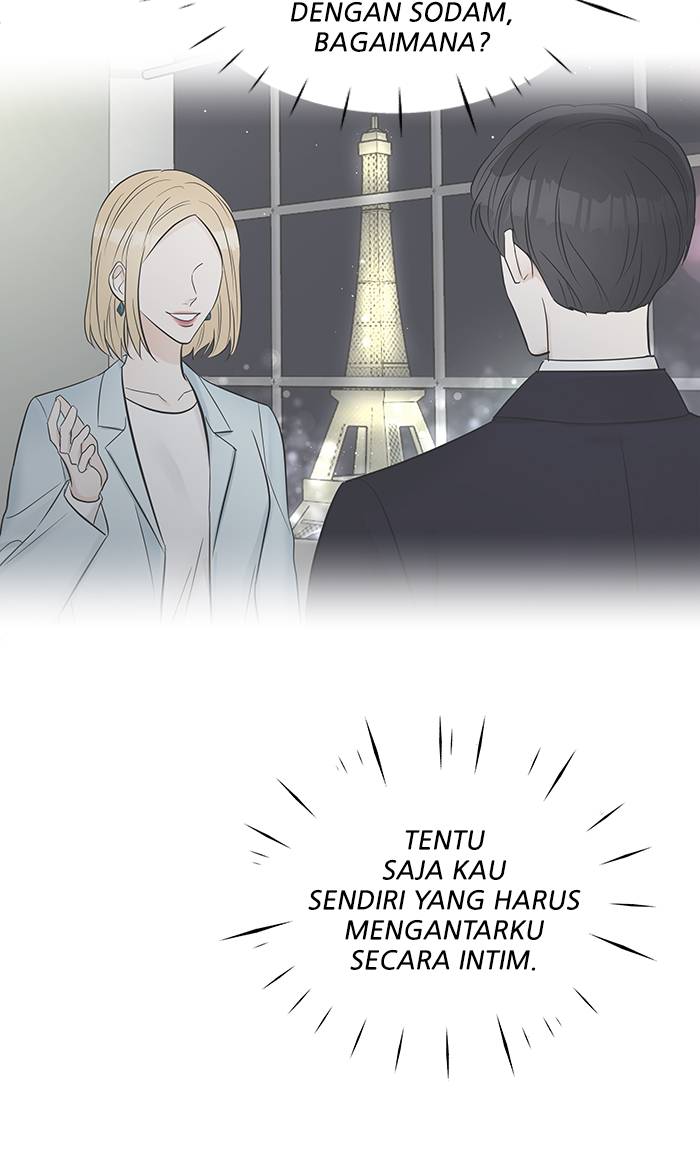 DENGAN SODAM,
BAGAIMANA?
TENTU
SAJA KAU
SENDIRI YANG HARUS
MENGANTARKU
SECARA INTIM.